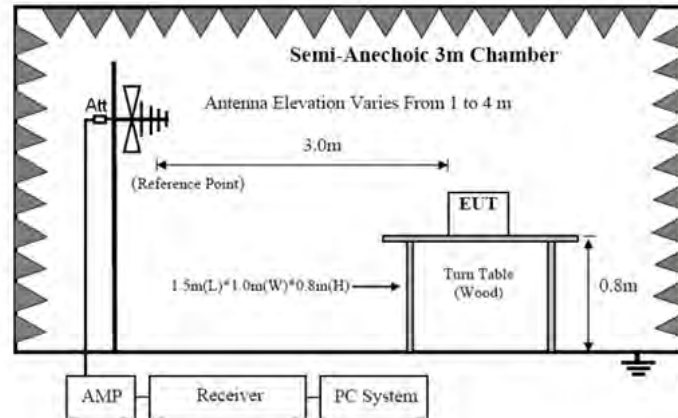 Semi-Anechoic 3m Chamber
Att
Antenna Elevation Varies From 1 to 4 m
3.0m
(Reference Point)
EUT
1.5m(L)*1.0m(W)*0.8m(H)
Turn Table
(Wood)
0.8m
AMP
Receiver
PC System